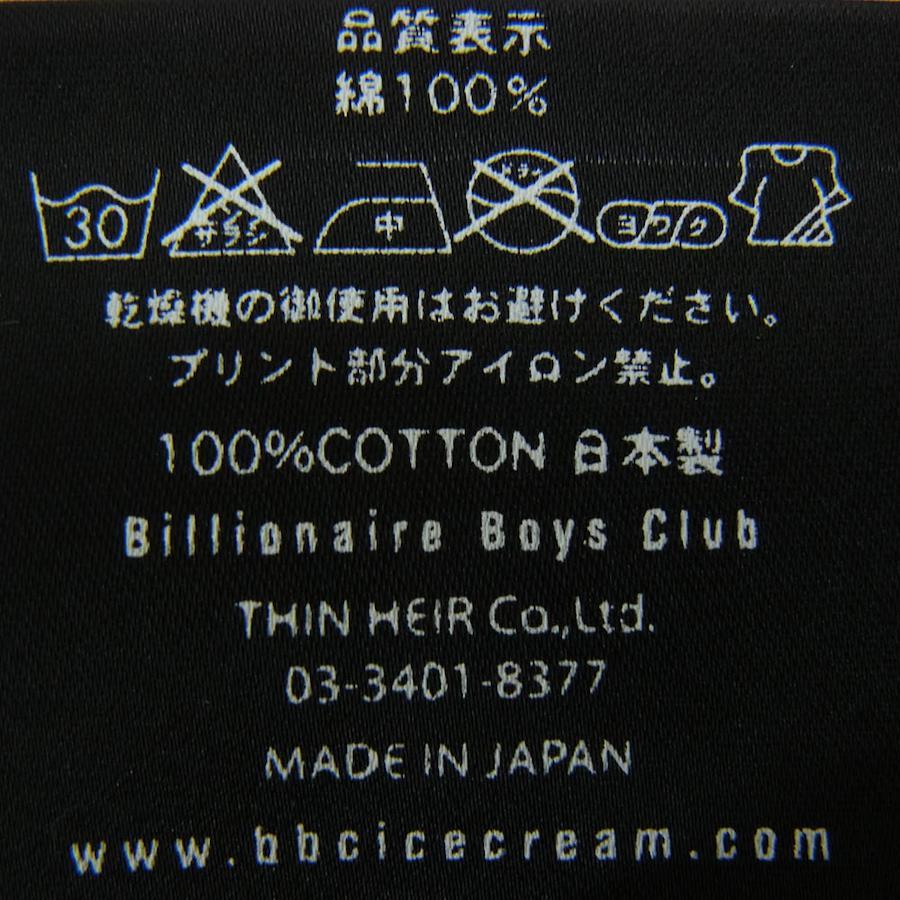 品質表示
綿100%
30 エンソ サラシ 中 ドライ ヨワク
乾燥機の御使用はお避けください。
プリント部分アイロン禁止。
100%COTTON 日本製
Billionaire Boys Club
THIN HEIR Co.,Ltd.
03-3401-8377
MADE IN JAPAN
www.bbcicecream.com